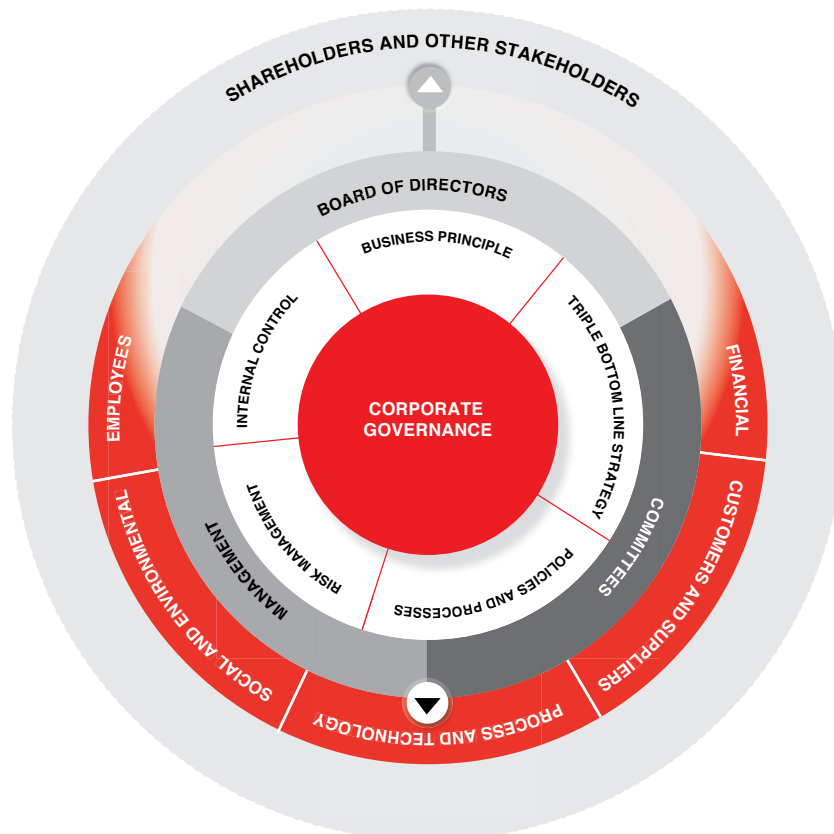 SHAREHOLDERS AND OTHER STAKEHOLDERS
BOARD OF DIRECTORS
BUSINESS PRINCIPLE
INTERNAL CONTROL
TRIPLE BOTTOM LINE STRATEGY
EMPLOYEES
FINANCIAL
CORPORATE
GOVERNANCE
RISK MANAGEMENT
POLICIES AND PROCESSES
MANAGEMENT
COMMITTEES
SOCIAL AND ENVIRONMENTAL
CUSTOMERS AND SUPPLIERS
PROCESS AND TECHNOLOGY